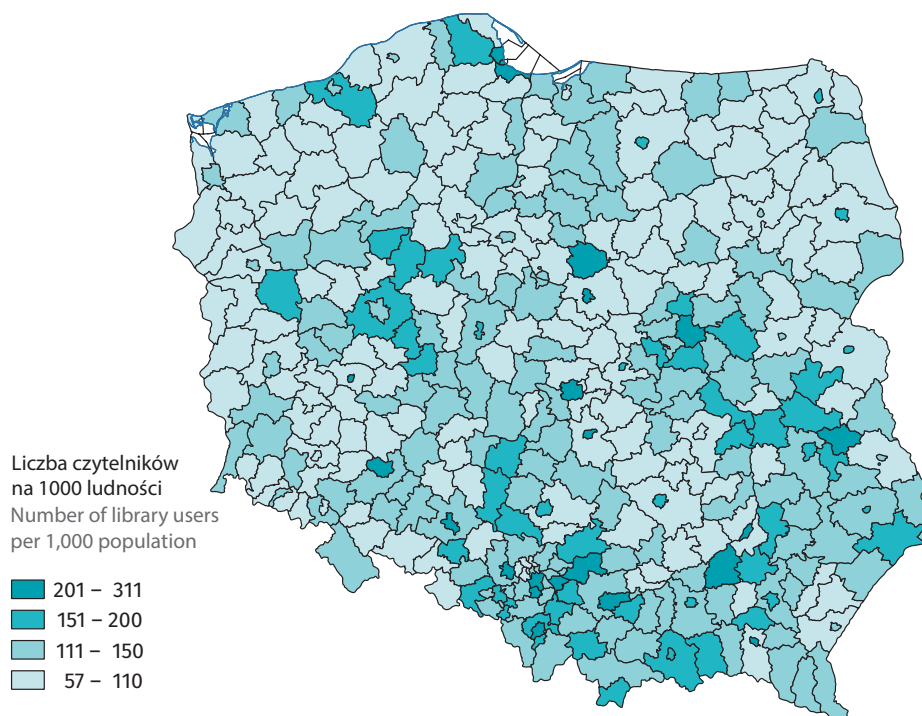 Liczba czytelników
na 1000 ludności
Number of library users
per 1,000 population
201 – 311
151 – 200
111 – 150
57 – 110